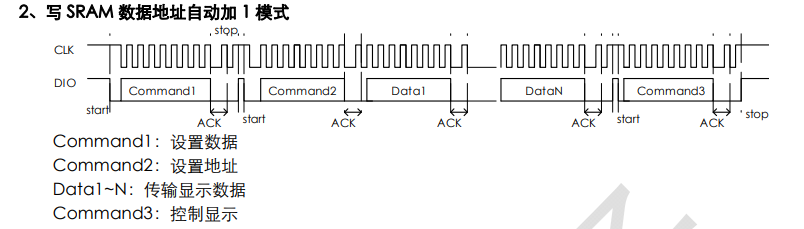 2、写 SRAM 数据地址自动加 1 模式
stop
CLK
DIO
Command1 Command2 Data1 DataN Command3
start ACK start ACK ACK ACK start ACK stop
Command1：设置数据
Command2：设置地址
Data1~N：传输显示数据
Command3：控制显示